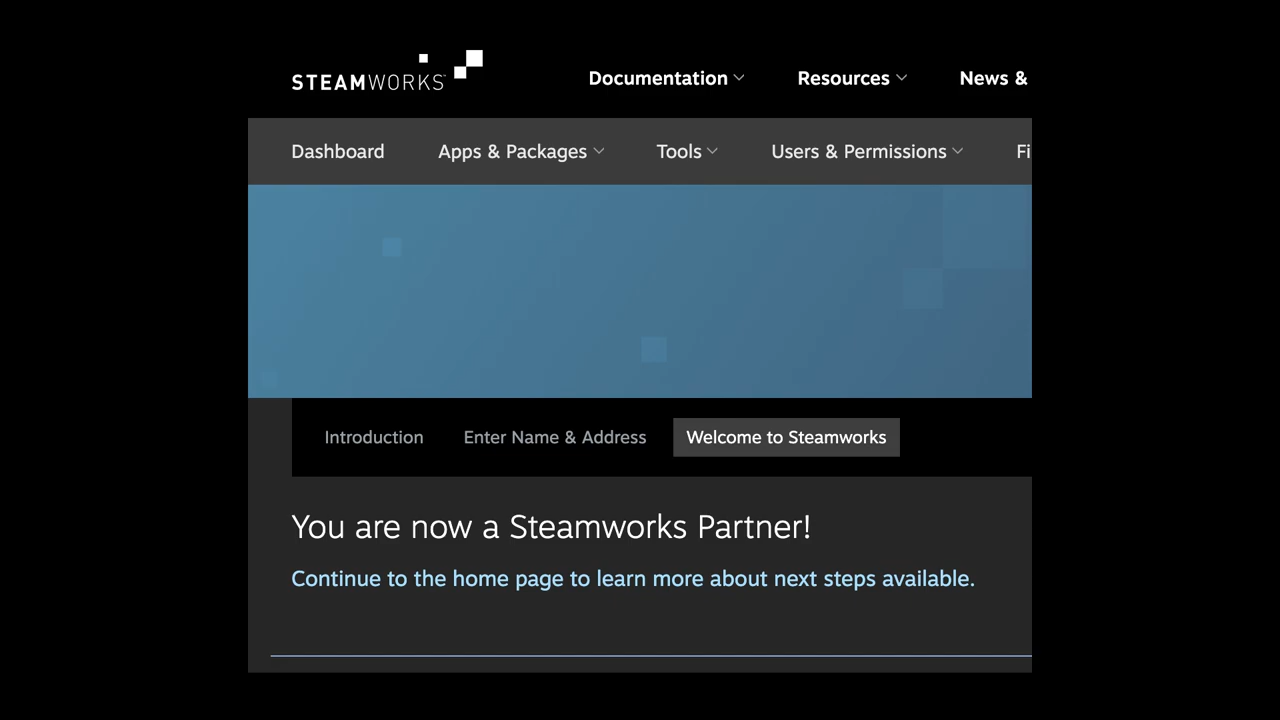 STEAMWORKS
Documentation Resources News &
Dashboard Apps & Packages Tools Users & Permissions Fi
Introduction Enter Name & Address Welcome to Steamworks
You are now a Steamworks Partner!
Continue to the home page to learn more about next steps available.